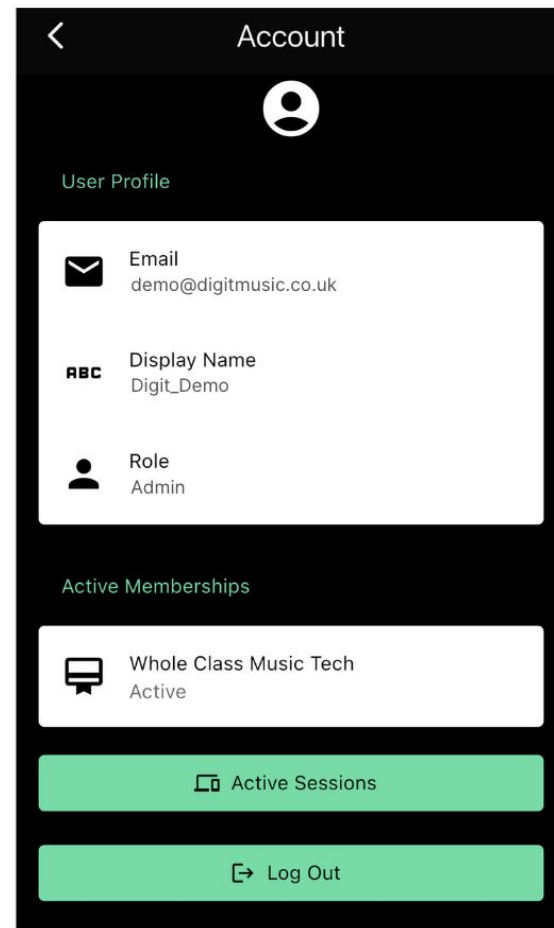 Account
User Profile
Email
demo@digitmusic.co.uk
ABC
Display Name
Digit_Demo
Role
Admin
Active Memberships
Whole Class Music Tech
Active
Active Sessions
Log Out